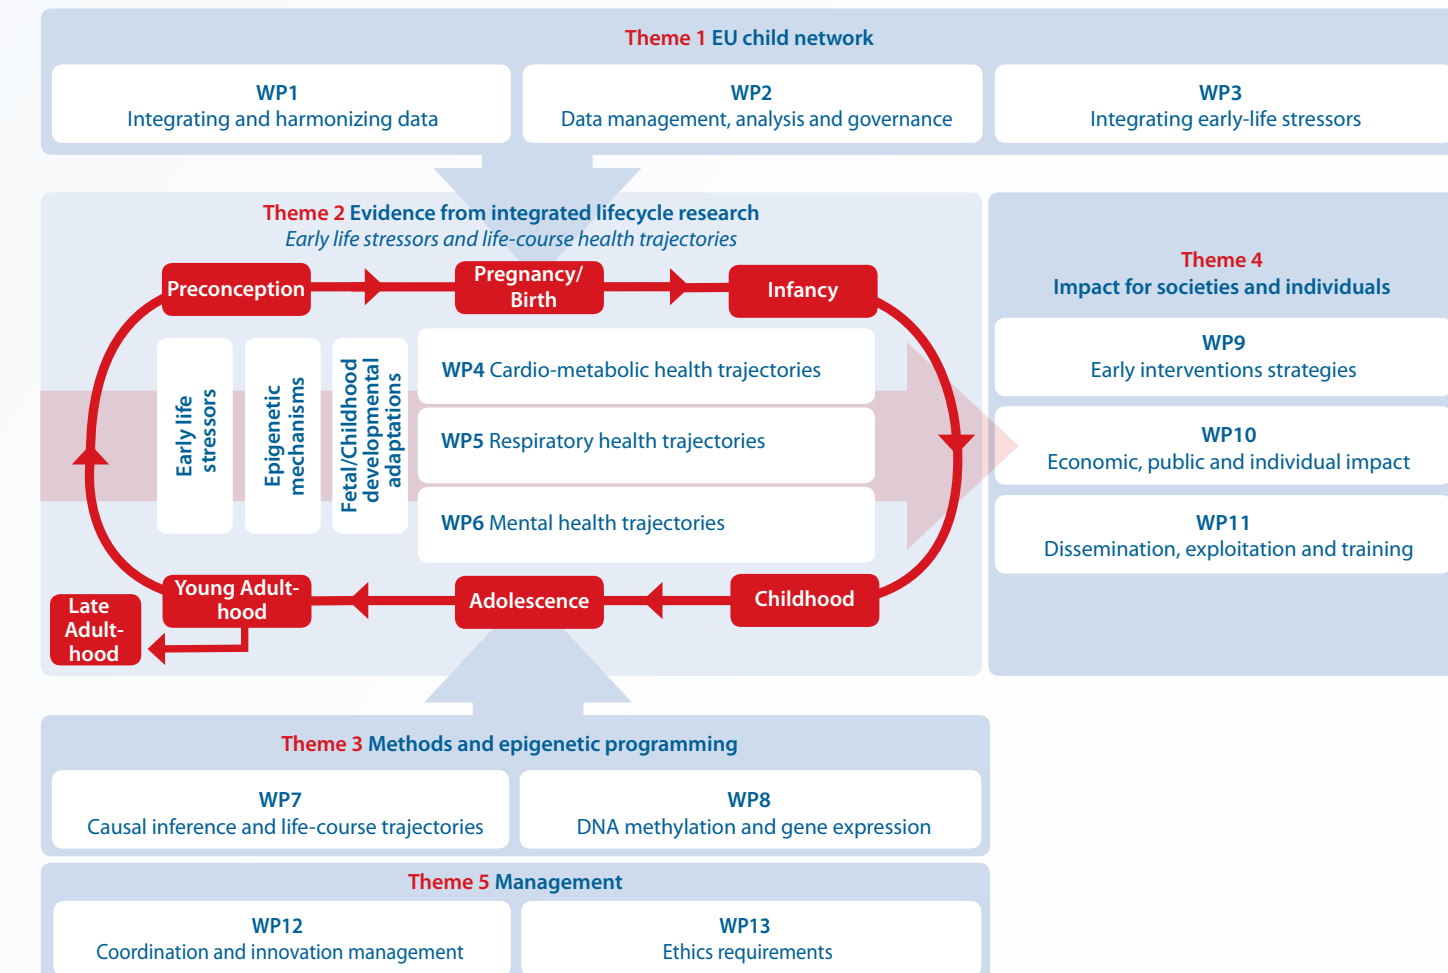 Theme 1 EU child network
WP1
Integrating and harmonizing data
WP2
Data management, analysis and governance
WP3
Integrating early-life stressors
Theme 2 Evidence from integrated lifecycle research
Early life stressors and life-course health trajectories
Preconception
Pregnancy/
Birth
Infancy
Early life
stressors
Epigenetic
mechanisms
Fetal/Childhood
developmental
adaptations
WP4 Cardio-metabolic health trajectories
WP5 Respiratory health trajectories
WP6 Mental health trajectories
Childhood
Adolescence
Young Adult-
hood
Late
Adult-
hood
Theme 4
Impact for societies and individuals
WP9
Early interventions strategies
WP10
Economic, public and individual impact
WP11
Dissemination, exploitation and training
Theme 3 Methods and epigenetic programming
WP7
Causal inference and life-course trajectories
WP8
DNA methylation and gene expression
Theme 5 Management
WP12
Coordination and innovation management
WP13
Ethics requirements